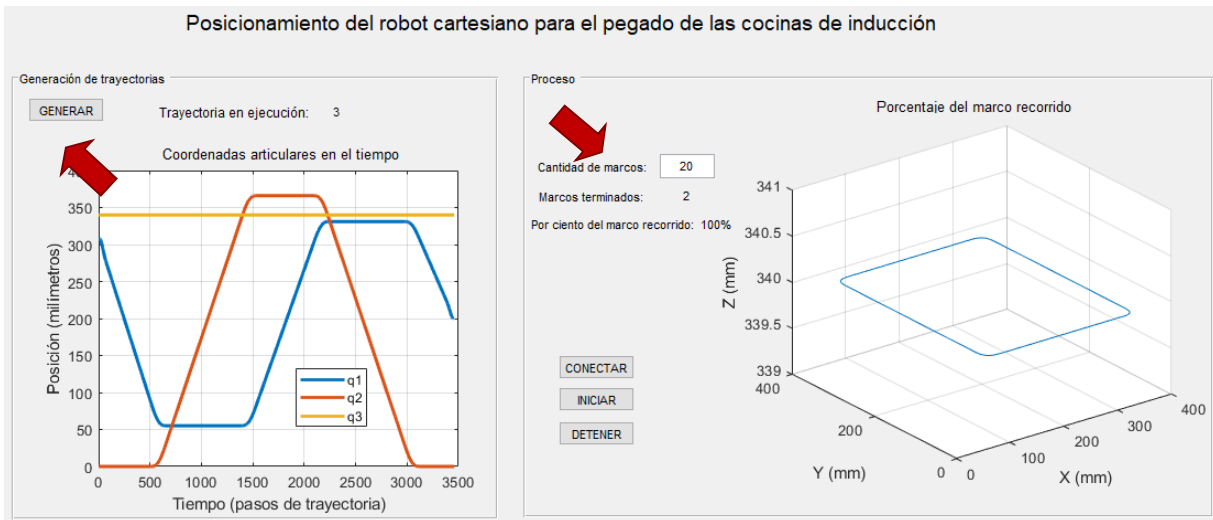 Posicionamiento del robot cartesiano para el pegado de las cocinas de inducción
Generación de trayectorias
GENERAR
Trayectoria en ejecución: 3
Coordenadas articulares en el tiempo
350
300
250
200
150
100
50
0
Posición (milímetros)
q1
q2
q3
0 500 1000 1500 2000 2500 3000 3500
Tiempo (pasos de trayectoria)
Proceso
Cantidad de marcos: 20
Marcos terminados: 2
Por ciento del marco recorrido: 100%
CONECTAR
INICIAR
DETENER
Porcentaje del marco recorrido
341
340.5
340
339.5
339
Z (mm)
400
200
0
Y (mm)
0
100
200
300
400
X (mm)